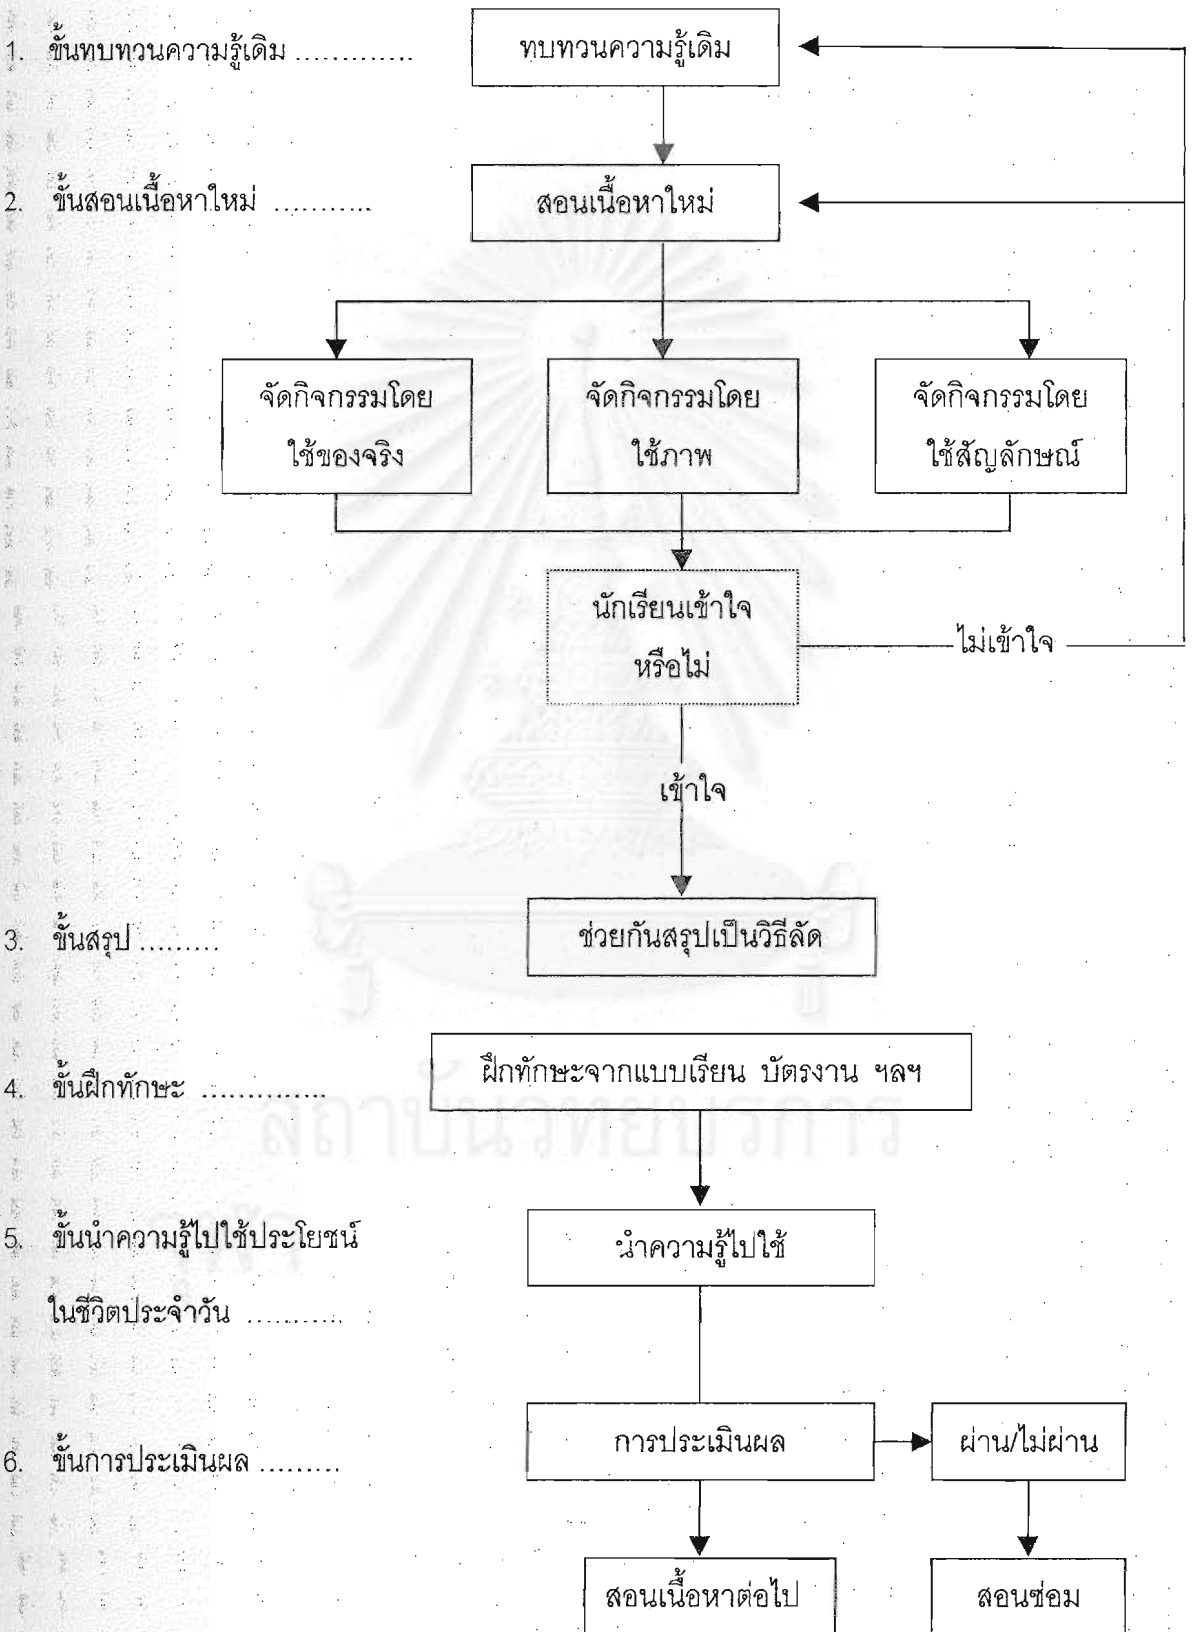 1. ขั้นทบทวนความรู้เดิม .............
ทบทวนความรู้เดิม
2. ขั้นสอนเนื้อหาใหม่ ...........
สอนเนื้อหาใหม่
จัดกิจกรรมโดย
ใช้ของจริง
จัดกิจกรรมโดย
ใช้ภาพ
จัดกิจกรรมโดย
ใช้สัญลักษณ์
นักเรียนเข้าใจ
หรือไม่
ไม่เข้าใจ
เข้าใจ
3. ขั้นสรุป .........
ช่วยกันสรุปเป็นวิธีลัด
4. ขั้นฝึกทักษะ ..............
ฝึกทักษะจากแบบเรียน บัตรงาน ฯลฯ
สถาบันวิทยบริการ
5. ขั้นนำความรู้ไปใช้ประโยชน์
ในชีวิตประจำวัน ...........
นำความรู้ไปใช้
6. ขั้นการประเมินผล .........
การประเมินผล
ผ่าน/ไม่ผ่าน
สอนเนื้อหาต่อไป
สอนซ่อม